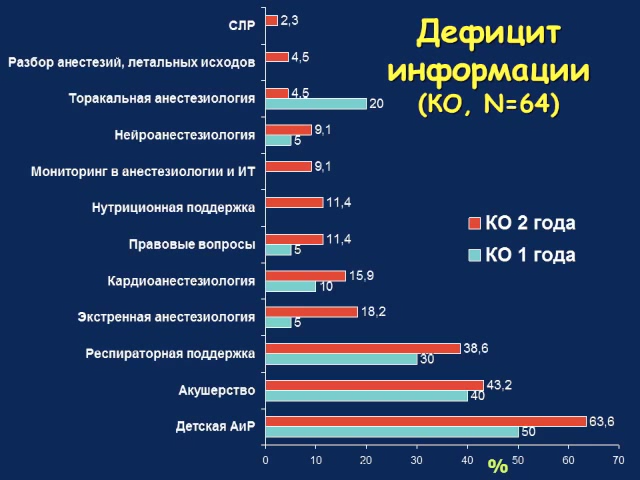 Дефицит
информации
(КО, N=64)
СЛР
2,3
Разбор анестезий, летальных исходов
4,5
Торакальная анестезиология
4,5
20
Нейроанестезиология
9,1
5
Мониторинг в анестезиологии и ИТ
9,1
Нутриционная поддержка
11,4
Правовые вопросы
11,4
5
Кардиоанестезиология
15,9
10
Экстренная анестезиология
18,2
5
Респираторная поддержка
38,6
30
Акушерство
43,2
40
Детская АиР
63,6
50
КО 2 года
КО 1 года
0 10 20 30 40 50 60 70
%